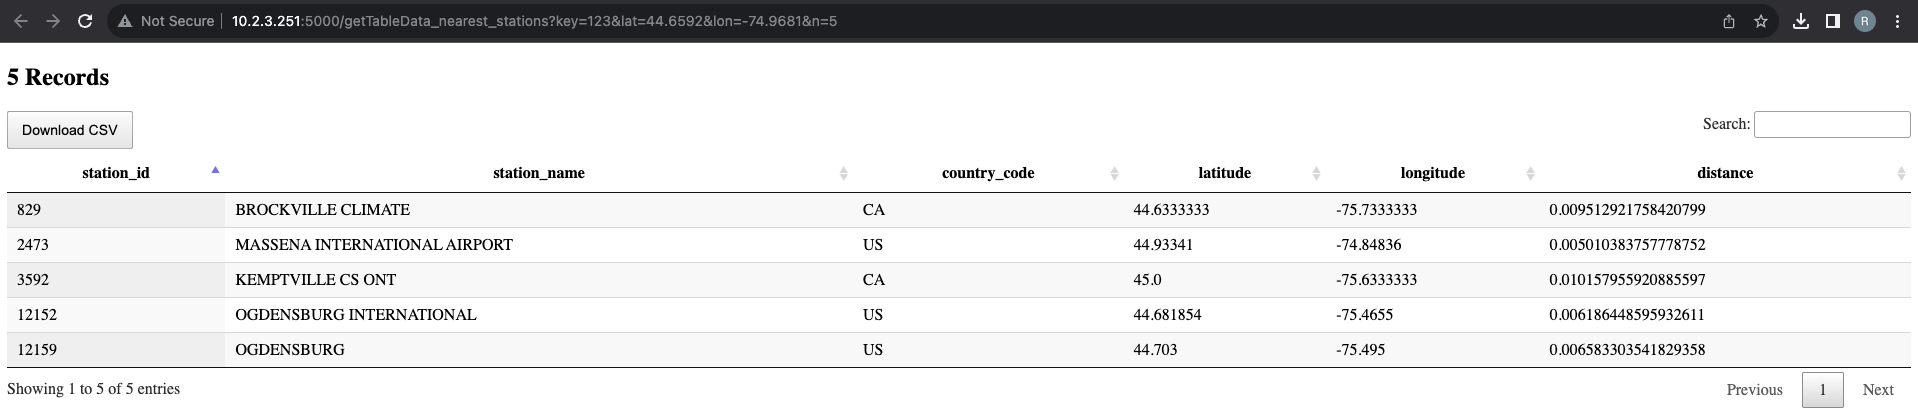 Not Secure 10.2.3.251:5000/getTableData_nearest_stations?key=123&lat=44.6592&lon=-74.9681&n=5 R
5 Records
Download CSV Search:
station_id station_name country_code latitude longitude distance
829 BROCKVILLE CLIMATE CA 44.6333333 -75.7333333 0.009512921758420799
2473 MASSENA INTERNATIONAL AIRPORT US 44.93341 -74.84836 0.005010383757778752
3592 KEMPTVILLE CS ONT CA 45.0 -75.6333333 0.010157955920885597
12152 OGDENSBURG INTERNATIONAL US 44.681854 -75.4655 0.006186448595932611
12159 OGDENSBURG US 44.703 -75.495 0.006583303541829358
Showing 1 to 5 of 5 entries Previous 1 Next